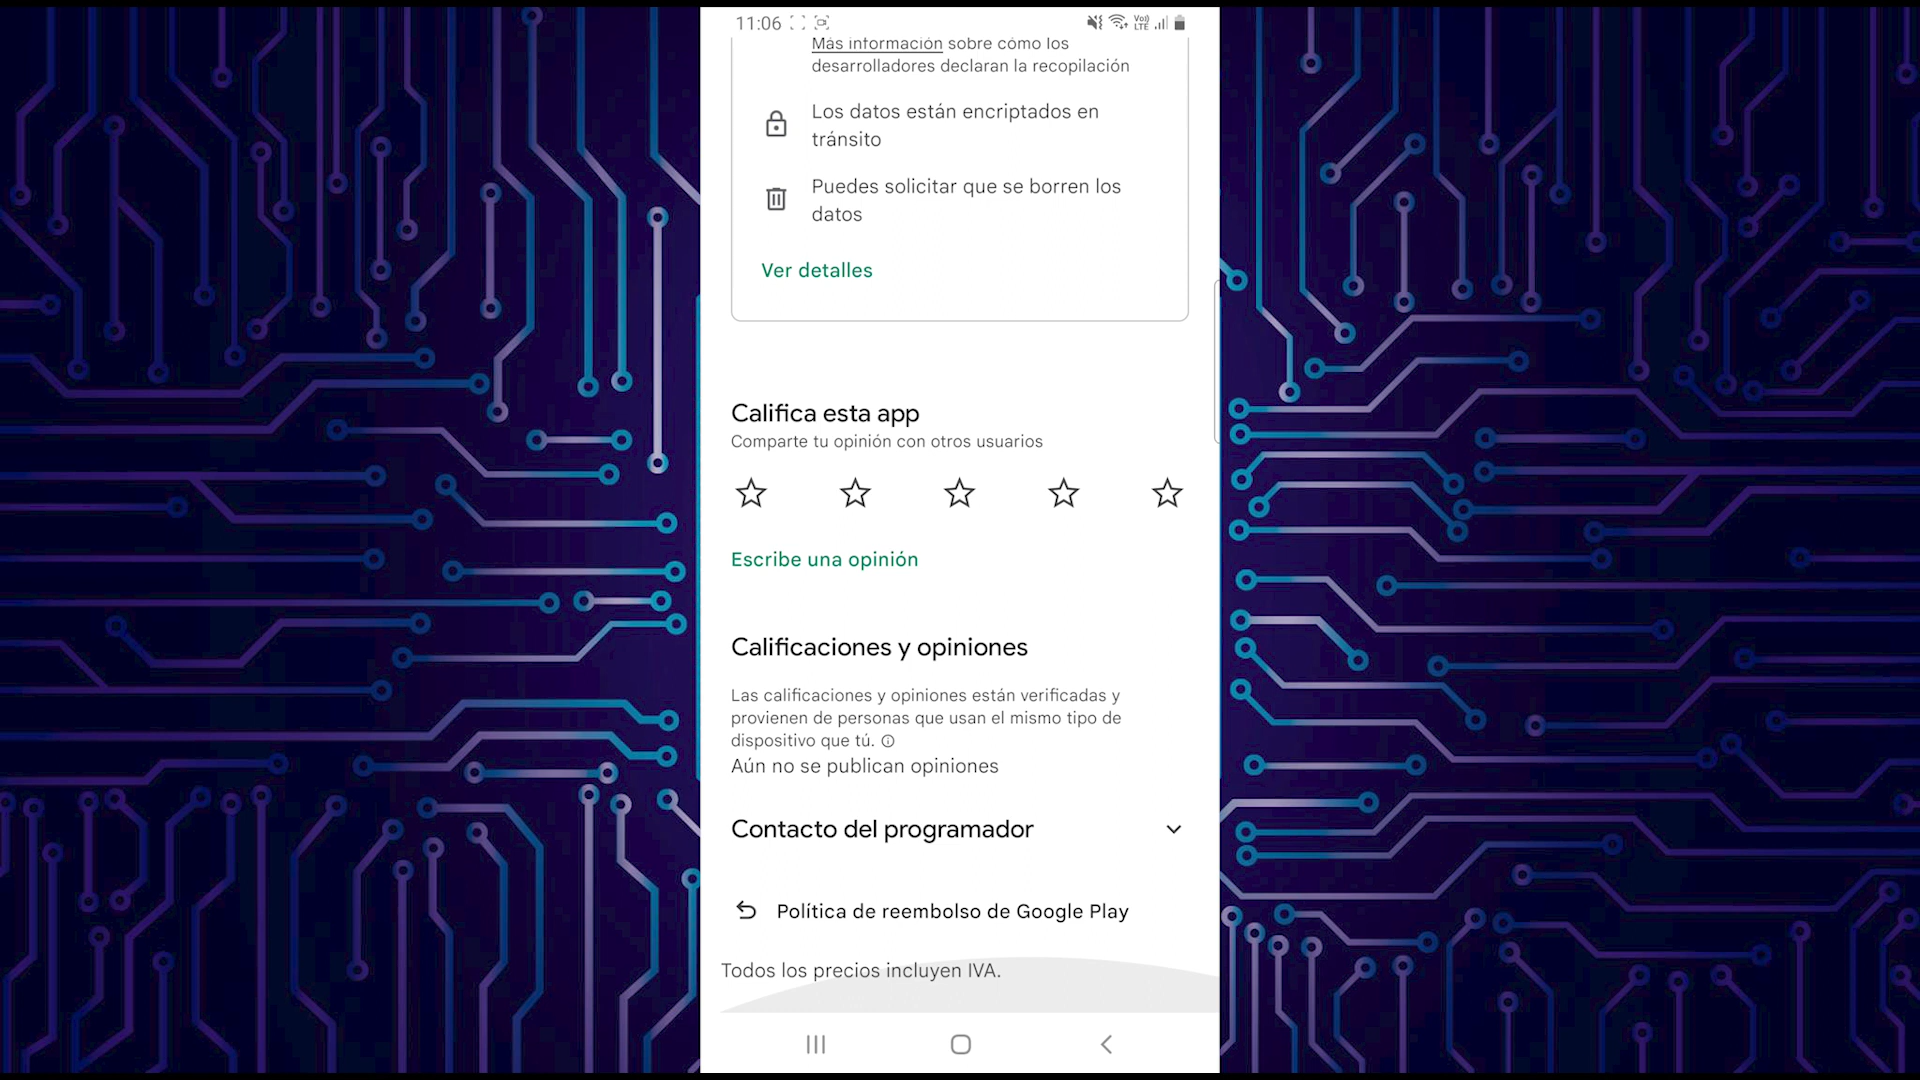 11:06
Más información sobre cómo los
desarrolladores declaran la recopilación
Los datos están encriptados en
tránsito
Puedes solicitar que se borren los
datos
Ver detalles
Califica esta app
Comparte tu opinión con otros usuarios
Escribe una opinión
Calificaciones y opiniones
Las calificaciones y opiniones están verificadas y
provienen de personas que usan el mismo tipo de
dispositivo que tú.
Aún no se publican opiniones
Contacto del programador
Política de reembolso de Google Play
Todos los precios incluyen IVA.